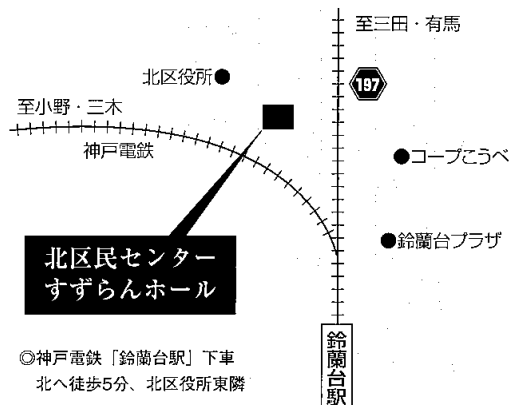 至三田・有馬
北区役所
197
至小野・三木
神戸電鉄
コープこうべ
鈴蘭台プラザ
北区民センター
すずらんホール
鈴蘭台駅
◎神戸電鉄「鈴蘭台駅」下車
北へ徒歩5分、北区役所東隣